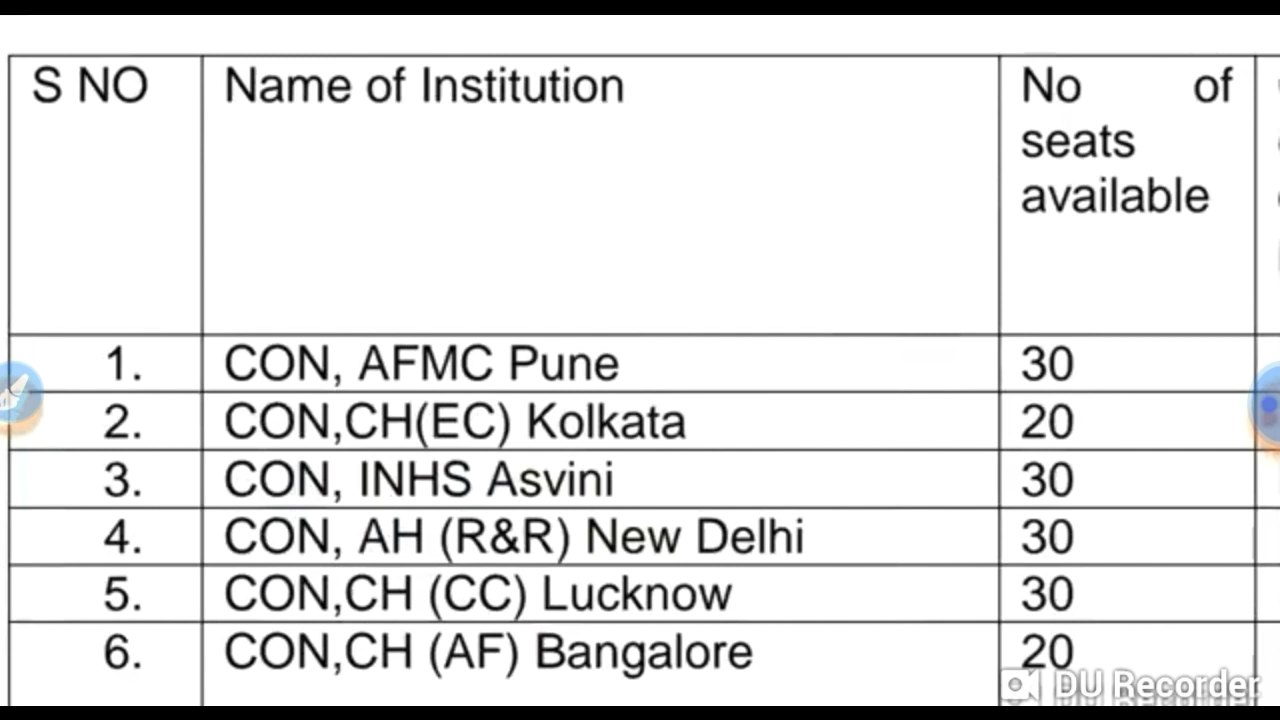 S NO Name of Institution No of
seats
available
1. CON, AFMC Pune 30
2. CON,CH(EC) Kolkata 20
3. CON, INHS Asvini 30
4. CON, AH (R&R) New Delhi 30
5. CON,CH (CC) Lucknow 30
6. CON,CH (AF) Bangalore 20
DU Recorder